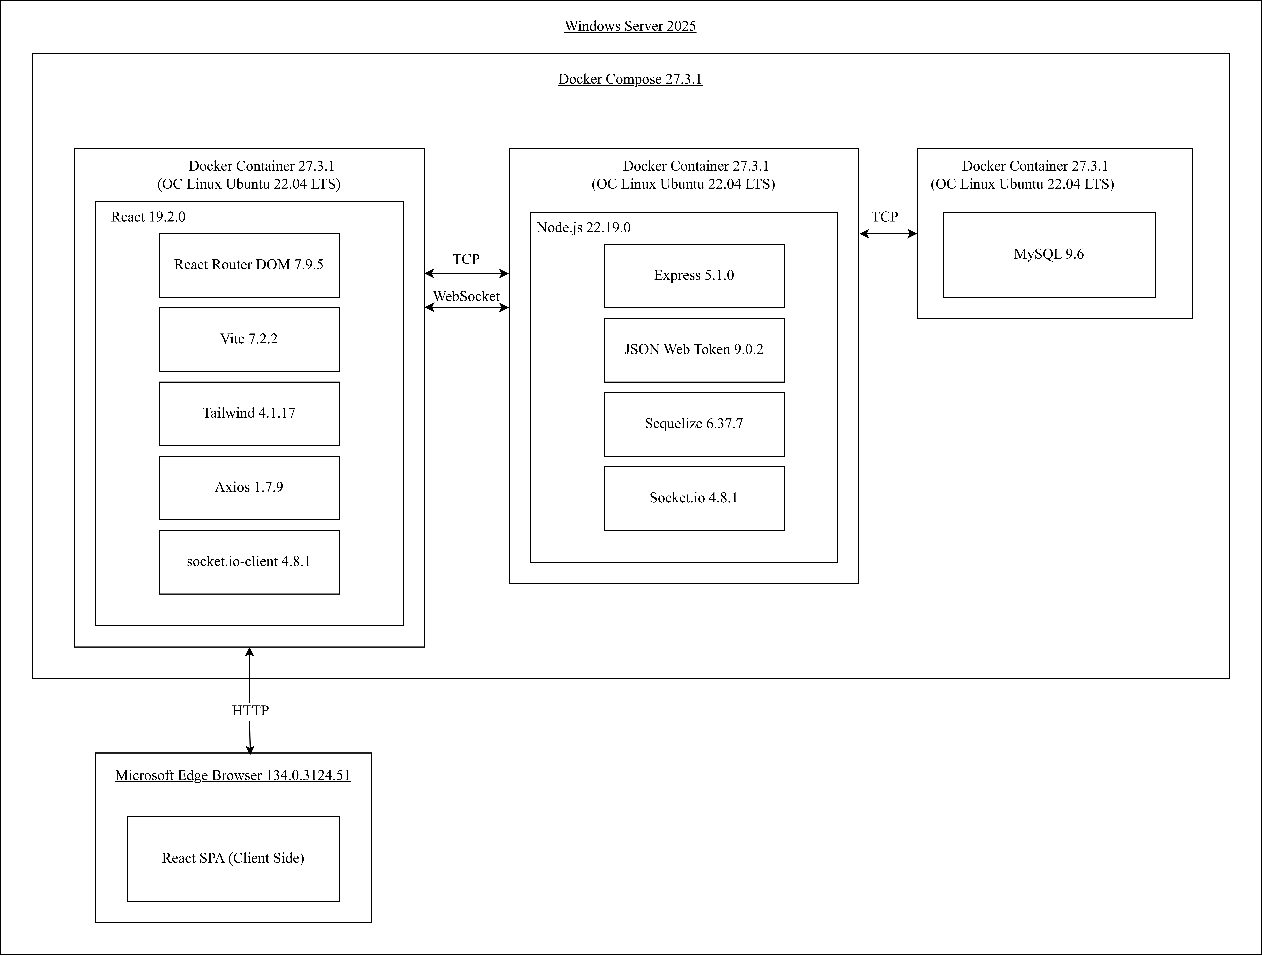 Windows Server 2025
Docker Compose 27.3.1
Docker Container 27.3.1
(OC Linux Ubuntu 22.04 LTS)
React 19.2.0
React Router DOM 7.9.5
Vite 7.2.2
Tailwind 4.1.17
Axios 1.7.9
socket.io-client 4.8.1
TCP
WebSocket
Docker Container 27.3.1
(OC Linux Ubuntu 22.04 LTS)
Node.js 22.19.0
Express 5.1.0
JSON Web Token 9.0.2
Sequelize 6.37.7
Socket.io 4.8.1
TCP
Docker Container 27.3.1
(OC Linux Ubuntu 22.04 LTS)
MySQL 9.6
HTTP
Microsoft Edge Browser 134.0.3124.51
React SPA (Client Side)